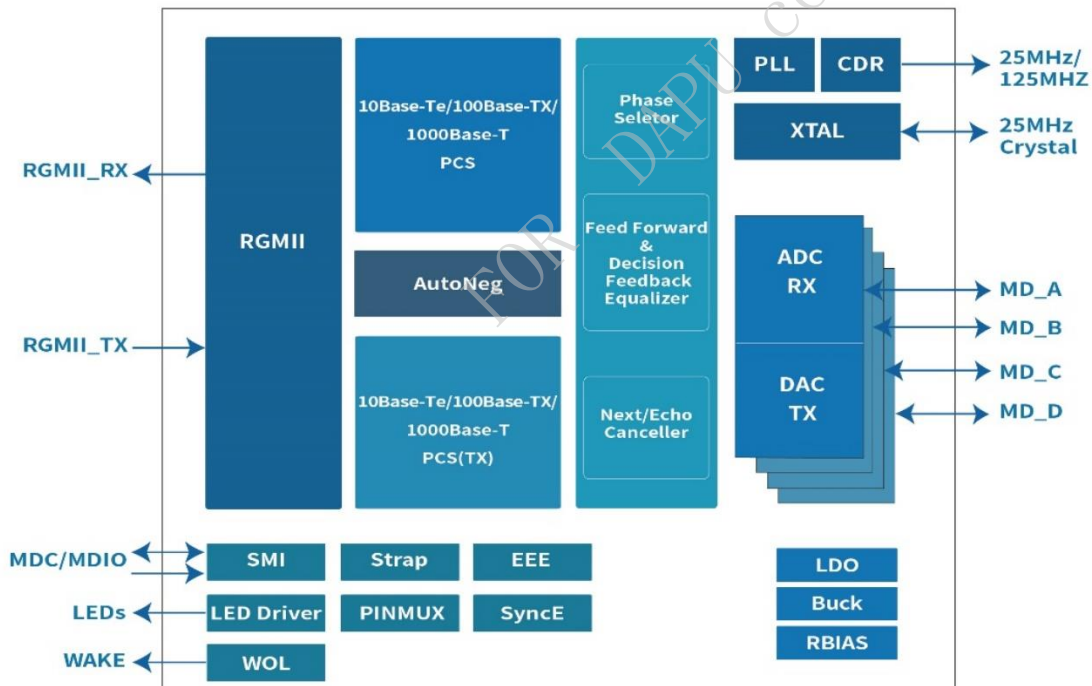 RGMII_RX
RGMII_TX
MDC/MDIO
LEDs
WAKE
RGMII
10Base-Te/100Base-TX/
1000Base-T
PCS
AutoNeg
10Base-Te/100Base-TX/
1000Base-T
PCS(TX)
Phase
Seletor
Feed Forward
&
Decision
Feedback
Equalizer
Next/Echo
Canceller
PLL
CDR
XTAL
ADC
RX
DAC
TX
25MHz/
125MHZ
25MHz
Crystal
MD_A
MD_B
MD_C
MD_D
SMI
Strap
EEE
LED Driver
PINMUX
SyncE
WOL
LDO
Buck
RBIAS
FOR DAPU